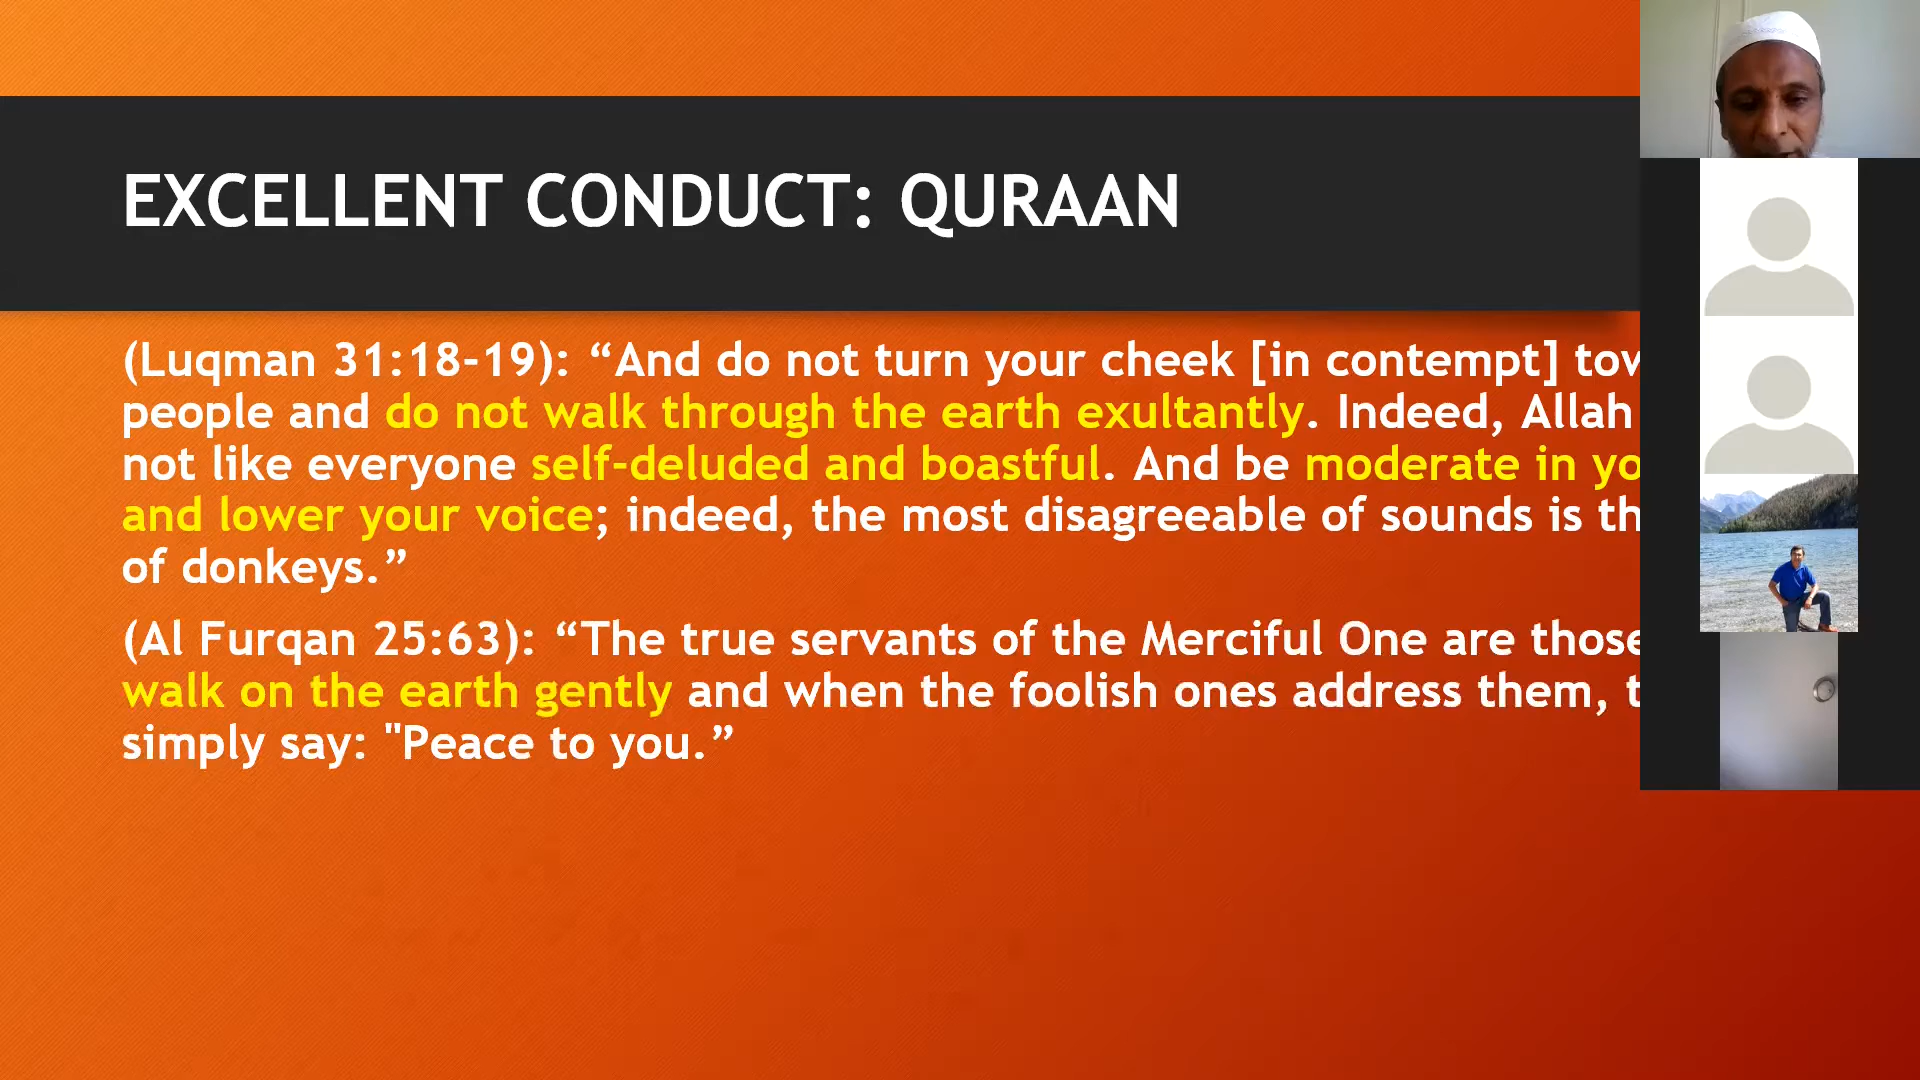 EXCELLENT CONDUCT: QURAAN
(Luqman 31:18-19): “And do not turn your cheek [in contempt]
people and do not walk through the earth exultantly. Indeed, Allah
not like everyone self-deluded and boastful. And be moderate in
and lower your voice; indeed, the most disagreeable of sounds is
of donkeys.”
(Al Furqan 25:63): “The true servants of the Merciful One are those
walk on the earth gently and when the foolish ones address them,
simply say: "Peace to you.”